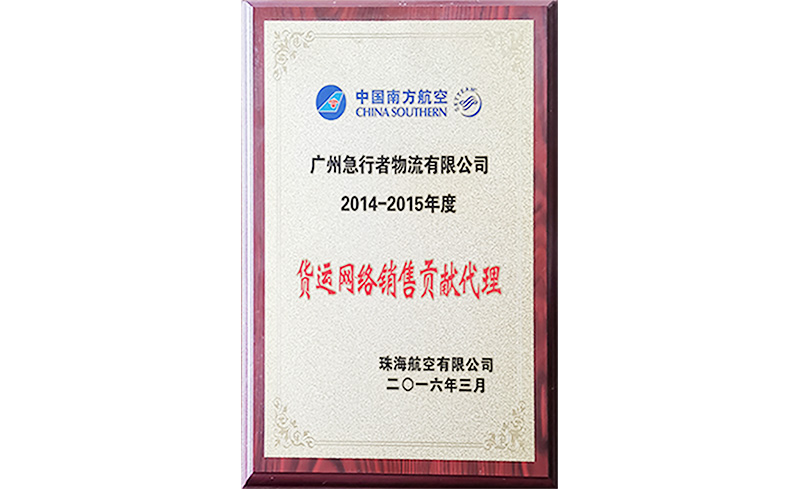 中国南方航空
CHINA SOUTHERN
SKYTEAM
广州急行者物流有限公司
2014-2015年度
货运网络销售贡献代理
珠海航空有限公司
二〇一六年三月